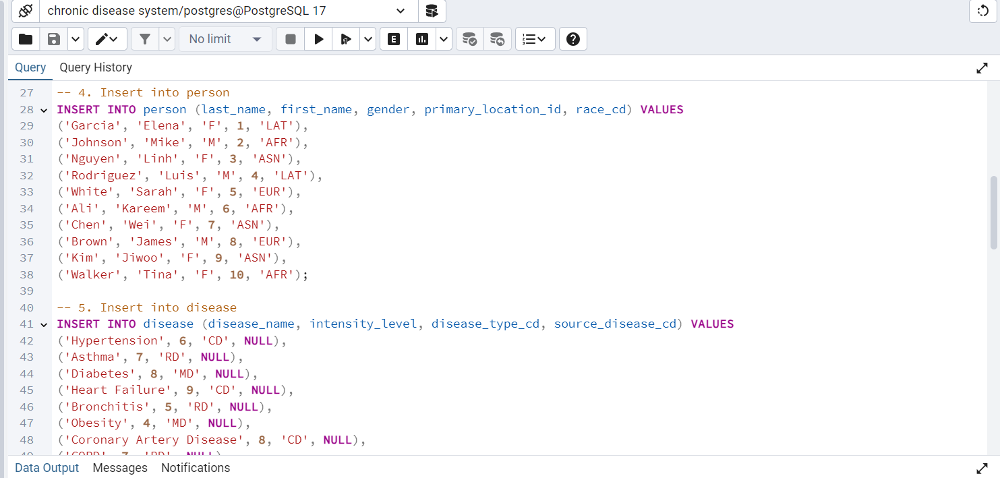 chronic disease system/postgres@PostgreSQL 17
No limit
E
Query Query History
27 -- 4. Insert into person
28 INSERT INTO person (last_name, first_name, gender, primary_location_id, race_cd) VALUES
29 ('Garcia', 'Elena', 'F', 1, 'LAT'),
30 ('Johnson', 'Mike', 'M', 2, 'AFR'),
31 ('Nguyen', 'Linh', 'F', 3, 'ASN'),
32 ('Rodriguez', 'Luis', 'M', 4, 'LAT'),
33 ('White', 'Sarah', 'F', 5, 'EUR'),
34 ('Ali', 'Kareem', 'M', 6, 'AFR'),
35 ('Chen', 'Wei', 'F', 7, 'ASN'),
36 ('Brown', 'James', 'M', 8, 'EUR'),
37 ('Kim', 'Jiwoo', 'F', 9, 'ASN'),
38 ('Walker', 'Tina', 'F', 10, 'AFR');
39
40 -- 5. Insert into disease
41 INSERT INTO disease (disease_name, intensity_level, disease_type_cd, source_disease_cd) VALUES
42 ('Hypertension', 6, 'CD', NULL),
43 ('Asthma', 7, 'RD', NULL),
44 ('Diabetes', 8, 'MD', NULL),
45 ('Heart Failure', 9, 'CD', NULL),
46 ('Bronchitis', 5, 'RD', NULL),
47 ('Obesity', 4, 'MD', NULL),
48 ('Coronary Artery Disease', 8, 'CD', NULL),
Data Output Messages Notifications